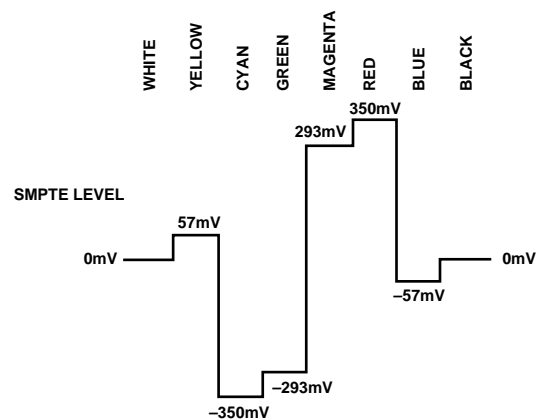 WHITE
YELLOW
CYAN
GREEN
MAGENTA
RED
BLUE
BLACK
350mV
293mV
SMPTE LEVEL
57mV
0mV
0mV
–57mV
–293mV
–350mV